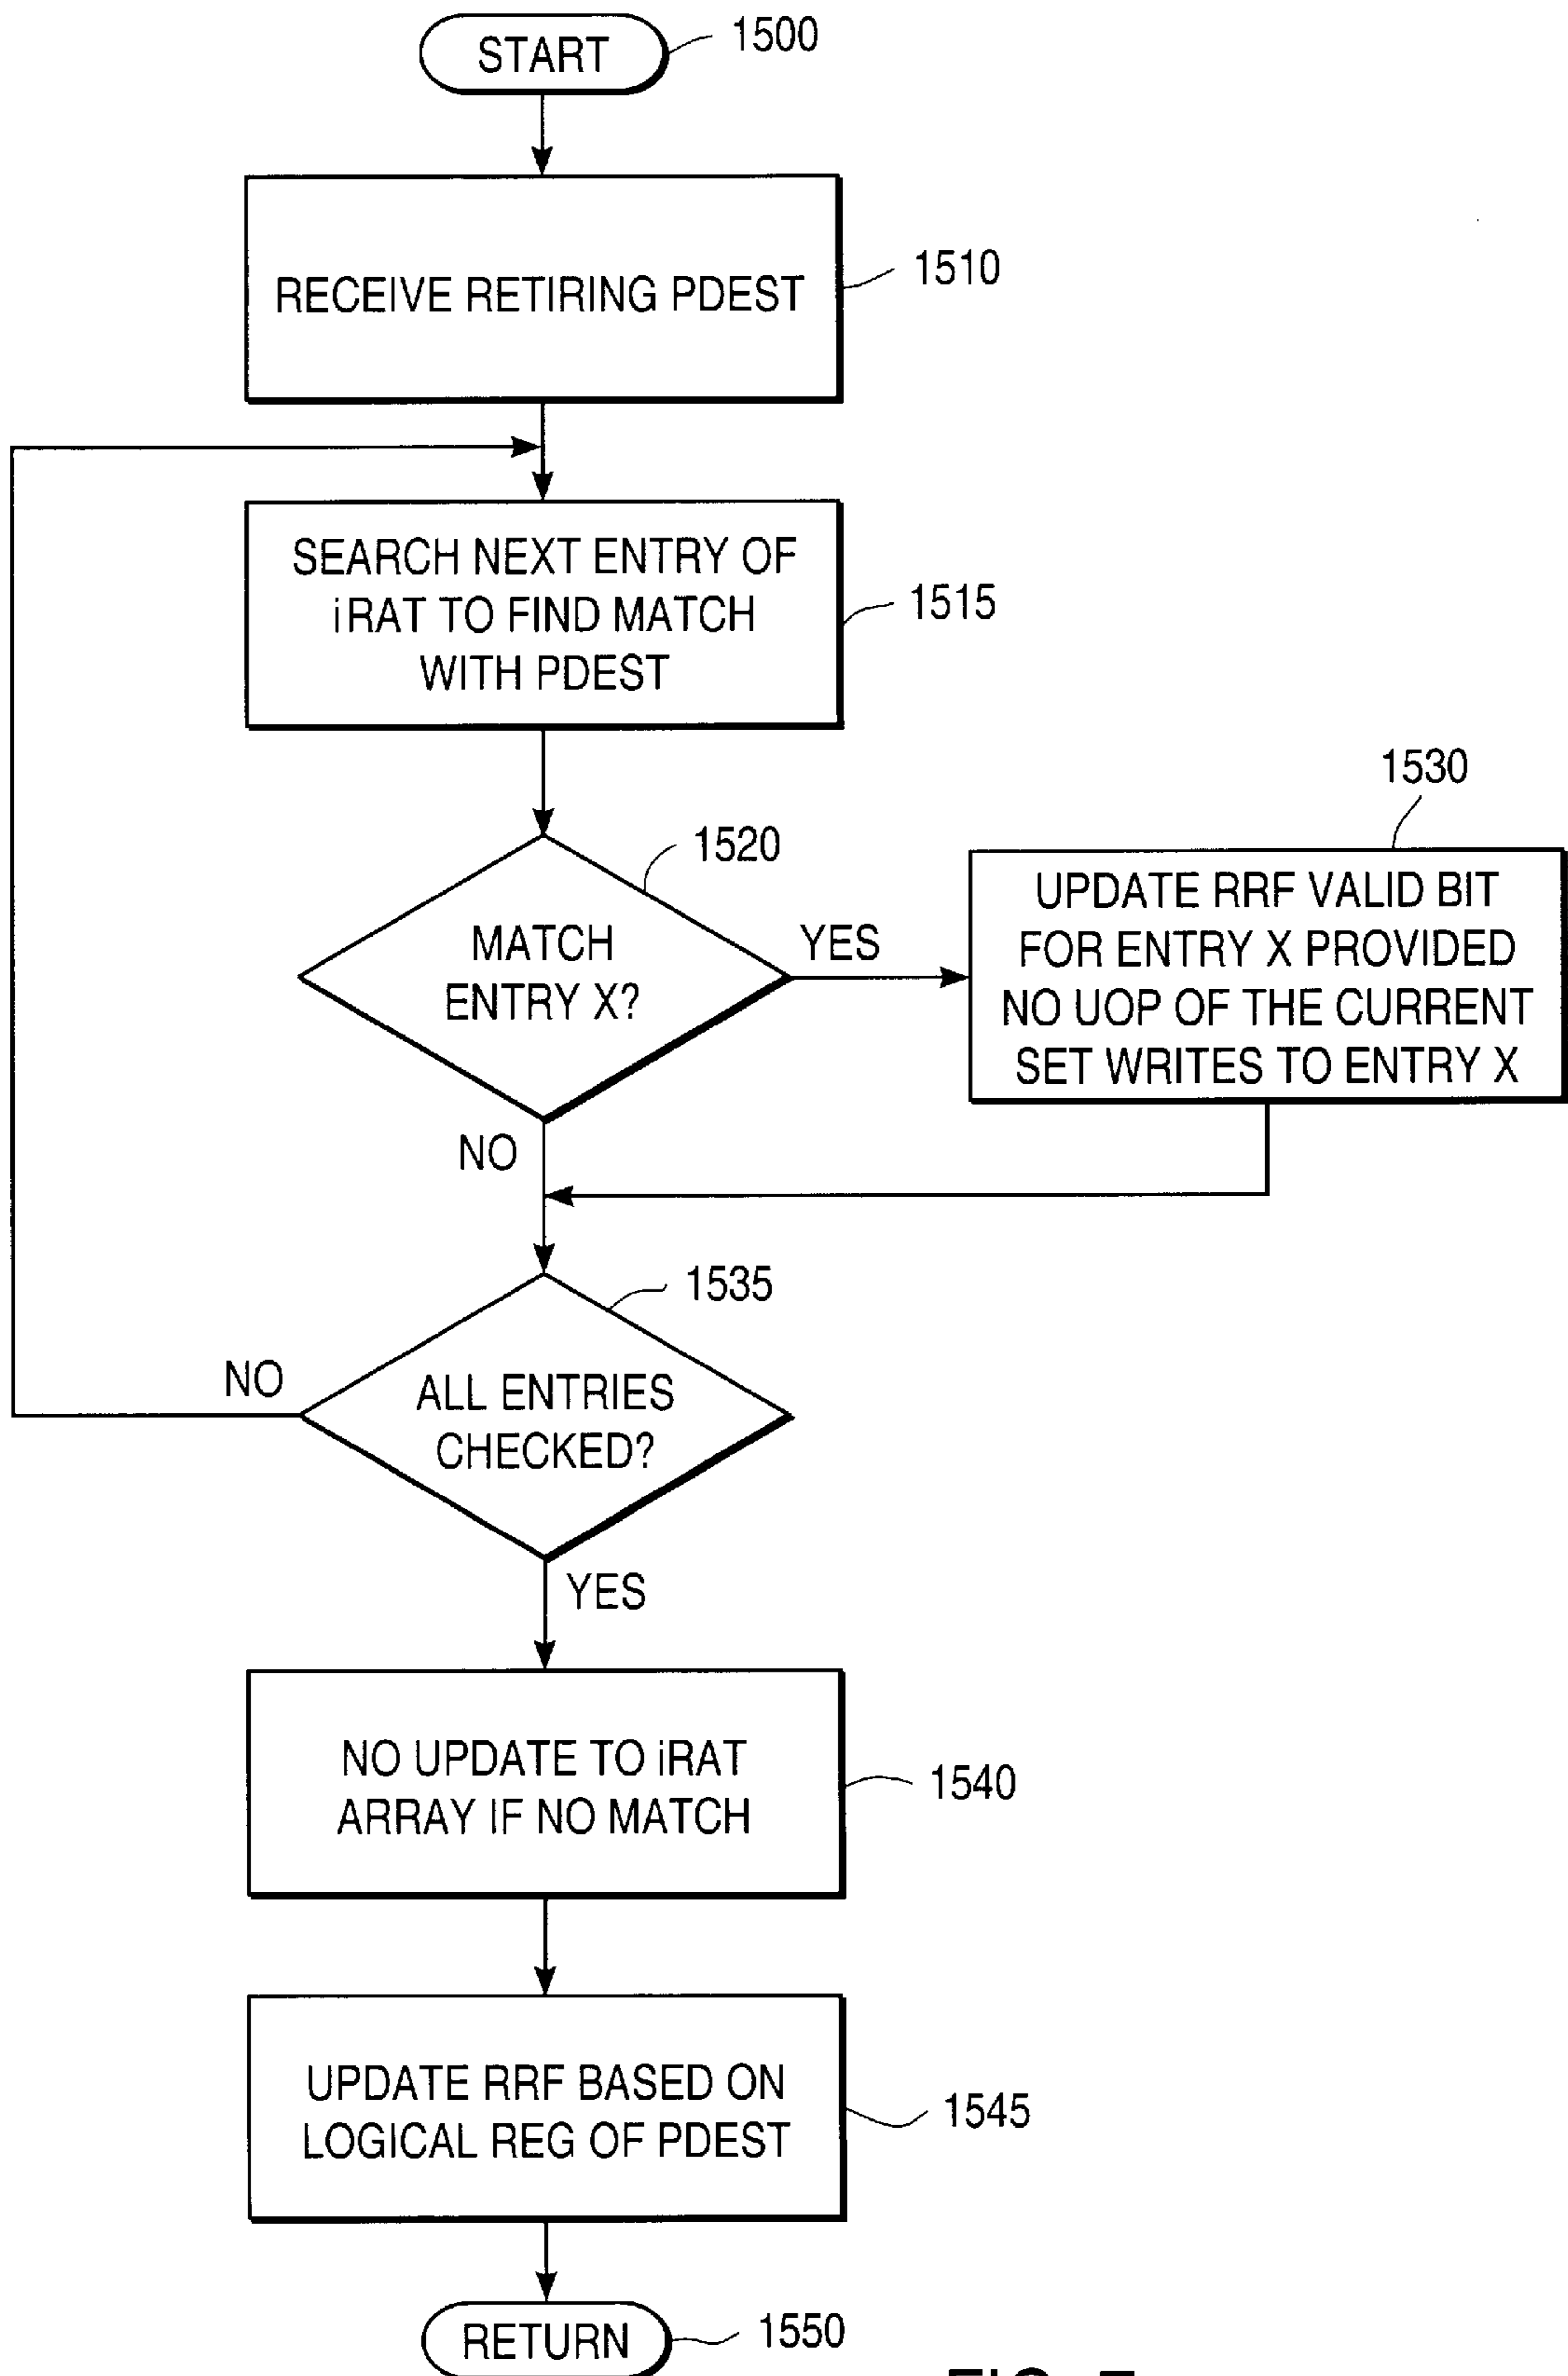 START
1500
RECEIVE RETIRING PDEST
1510
SEARCH NEXT ENTRY OF
iRAT TO FIND MATCH
WITH PDEST
1515
1520
MATCH
ENTRY X?
YES
NO
1530
UPDATE RRF VALID BIT
FOR ENTRY X PROVIDED
NO UOP OF THE CURRENT
SET WRITES TO ENTRY X
1535
ALL ENTRIES
CHECKED?
NO
YES
NO UPDATE TO iRAT
ARRAY IF NO MATCH
1540
UPDATE RRF BASED ON
LOGICAL REG OF PDEST
1545
RETURN
1550